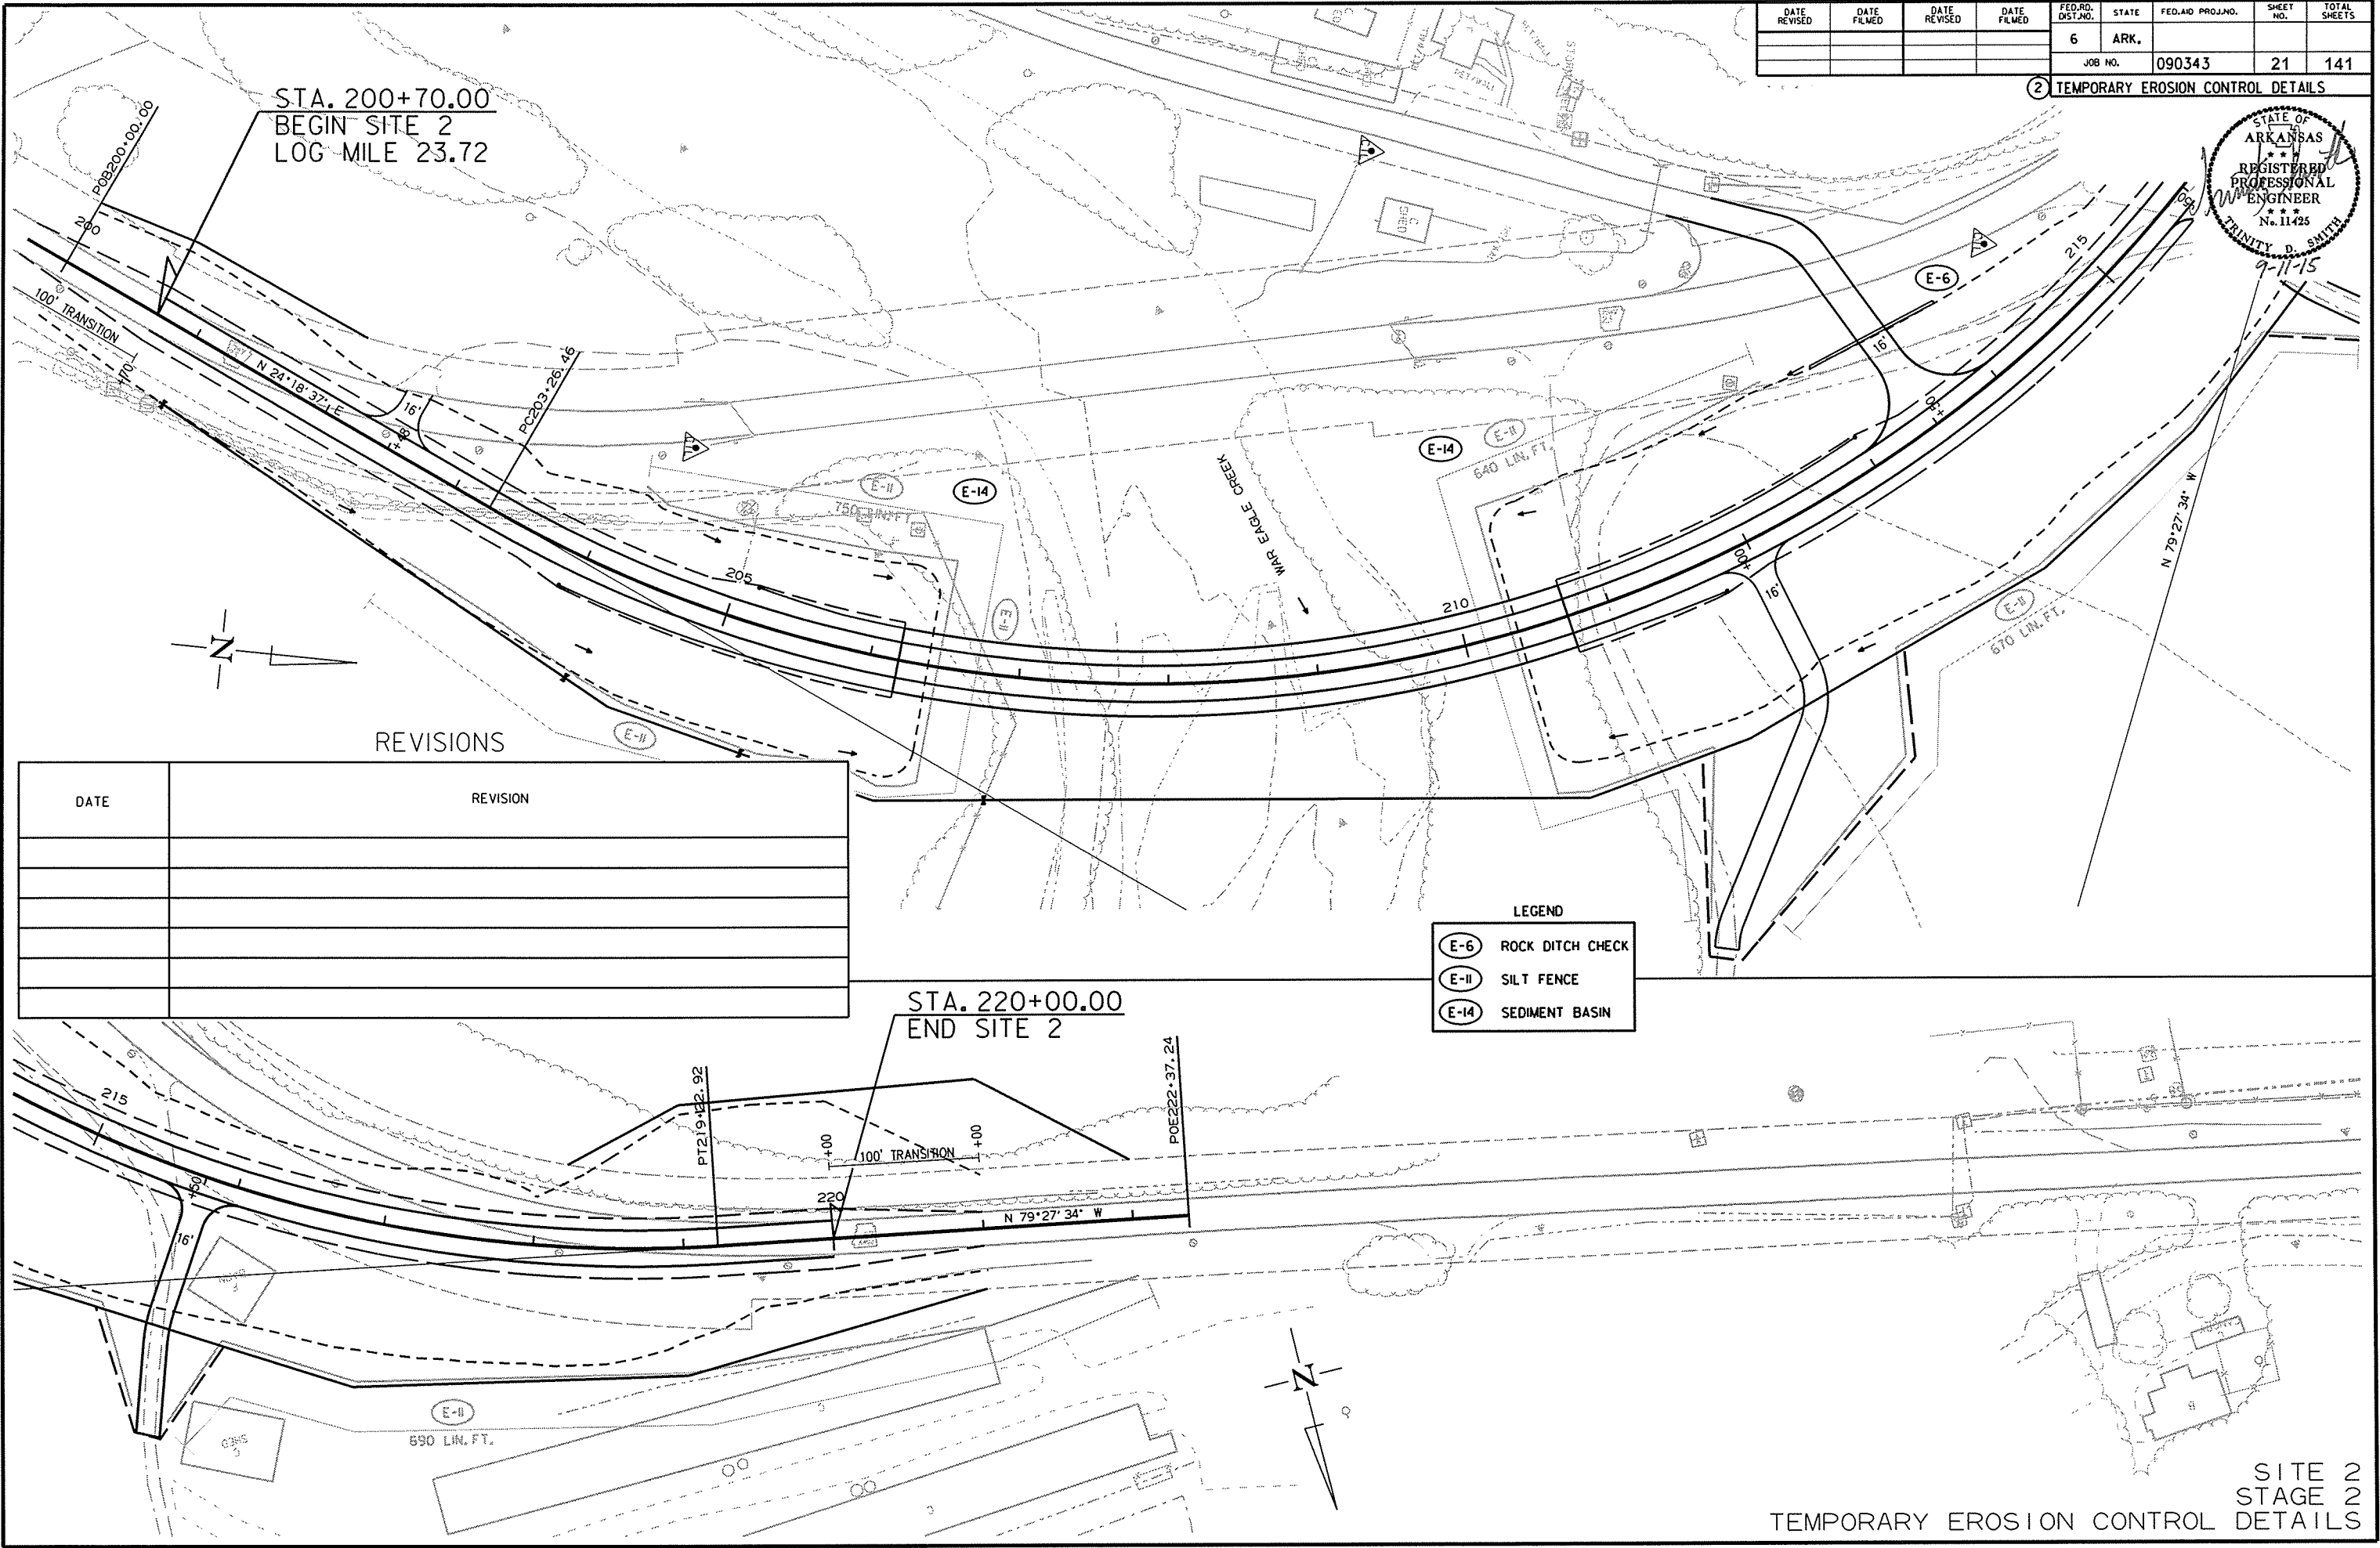 DATE REVISED
DATE FILMED
DATE REVISED
DATE FILMED
FED.RD. DIST.NO.
STATE
FED.AID PROJ.NO.
SHEET NO.
TOTAL SHEETS
6
ARK.
JOB NO.
090343
21
141
2 TEMPORARY EROSION CONTROL DETAILS
STATE OF
ARKANSAS
REGISTERED
PROFESSIONAL
ENGINEER
No. 11425
TRINITY D. SMITH
9-11-15
STA. 200+70.00
BEGIN SITE 2
LOG MILE 23.72
POB200+00.00
200
100' TRANSITION
+70
N 24°18'37" E
16'
+48
PC203+26.46
C SHED
E-6
215
+50
16'
+50
E-11
640 LIN.FT.
E-14
E-11
750 LIN.FT.
E-14
E-11
WAR EAGLE CREEK
205
210
+00
16'
N 79°27'34" W
E-11
670 LIN.FT.
N
E-11
REVISIONS
DATE
REVISION
LEGEND
E-6 ROCK DITCH CHECK
E-11 SILT FENCE
E-14 SEDIMENT BASIN
STA. 220+00.00
END SITE 2
215
+50
16'
PT219+22.92
+00
100' TRANSITION
+00
220
POE222+37.24
N 79°27'34" W
C SHED
E-11
690 LIN.FT.
N
SITE 2
STAGE 2
TEMPORARY EROSION CONTROL DETAILS